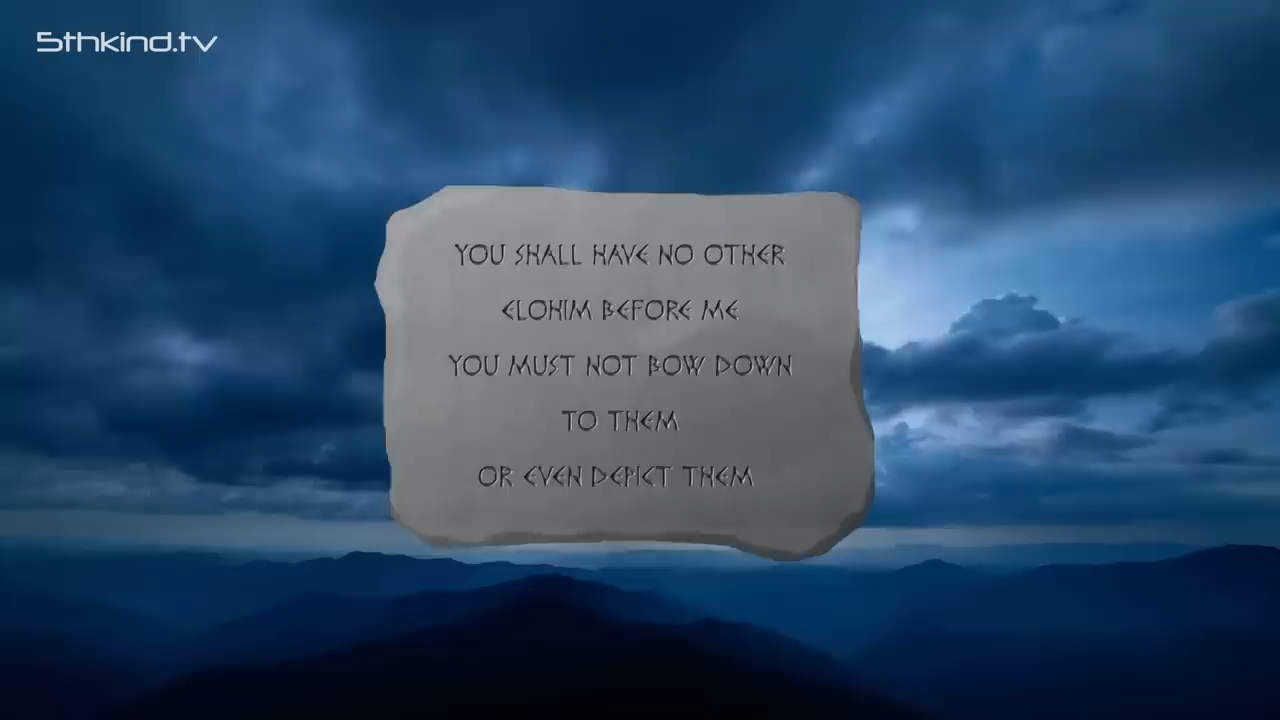 5thkind.tv
YOU SHALL HAVE NO OTHER
ELOHIM BEFORE ME
YOU MUST NOT BOW DOWN
TO THEM
OR EVEN DEPICT THEM